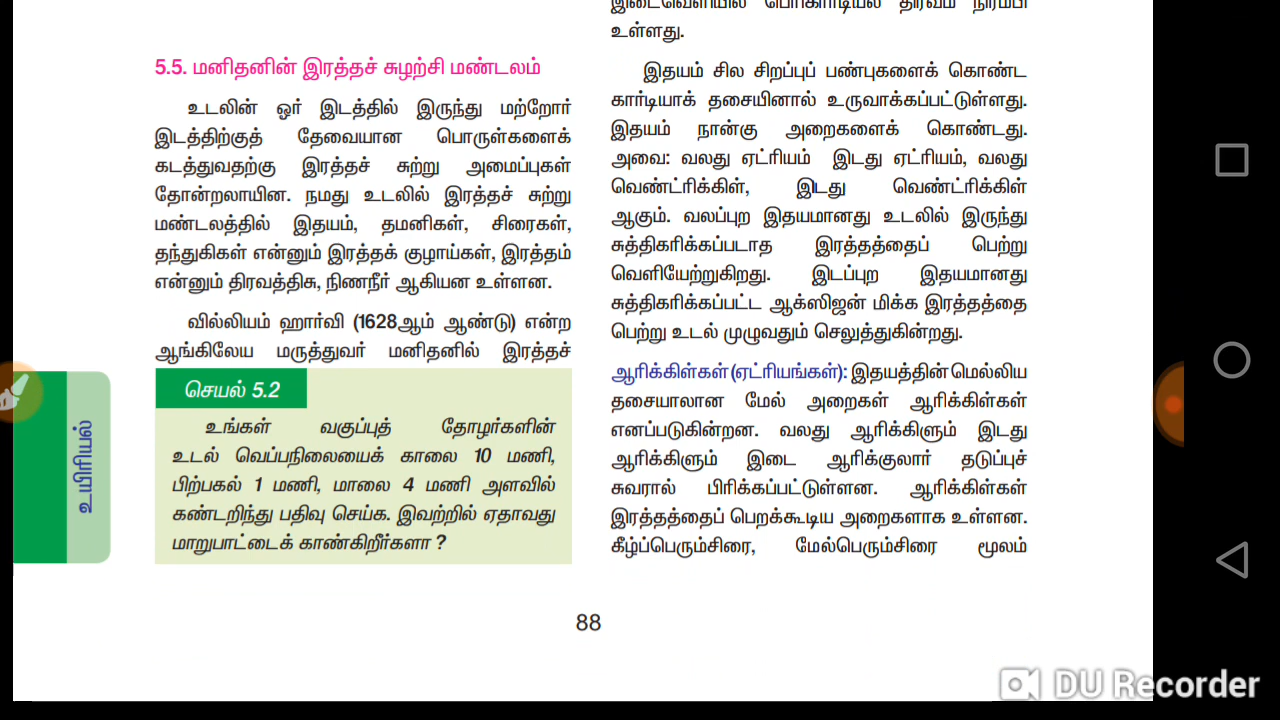 5.5. மனிதனின் இரத்தச் சுழற்சி மண்டலம்
உடலின் ஓர் இடத்தில் இருந்து மற்றோர்
இடத்திற்குத் தேவையான பொருள்களைக்
கடத்துவதற்கு இரத்தச் சுற்று அமைப்புகள்
தோன்றலாயின. நமது உடலில் இரத்தச் சுற்று
மண்டலத்தில் இதயம், தமனிகள், சிரைகள்,
தந்துகிகள் என்னும் இரத்தக் குழாய்கள், இரத்தம்
என்னும் திரவத்திசு, நிணநீர் ஆகியன உள்ளன.
வில்லியம் ஹார்வி (1628ஆம் ஆண்டு) என்ற
ஆங்கிலேய மருத்துவர் மனிதனில் இரத்தச்
செயல் 5.2
உங்கள் வகுப்புத் தோழர்களின்
உடல் வெப்பநிலையைக் காலை 10 மணி,
பிற்பகல் 1 மணி, மாலை 4 மணி அளவில்
கண்டறிந்து பதிவு செய்க. இவற்றில் ஏதாவது
மாறுபாட்டைக் காண்கிறீர்களா ?
உயிரியல்
இடைவெளியில் பெரிகார்டியல் திரவம் நிரம்பி
உள்ளது.
இதயம் சில சிறப்புப் பண்புகளைக் கொண்ட
கார்டியாக் தசையினால் உருவாக்கப்பட்டுள்ளது.
இதயம் நான்கு அறைகளைக் கொண்டது.
அவை: வலது ஏட்ரியம் இடது ஏட்ரியம், வலது
வெண்ட்ரிக்கிள், இடது வெண்ட்ரிக்கிள்
ஆகும். வலப்புற இதயமானது உடலில் இருந்து
சுத்திகரிக்கப்படாத இரத்தத்தைப் பெற்று
வெளியேற்றுகிறது. இடப்புற இதயமானது
சுத்திகரிக்கப்பட்ட ஆக்ஸிஜன் மிக்க இரத்தத்தை
பெற்று உடல் முழுவதும் செலுத்துகின்றது.
ஆரிக்கிள்கள் (ஏட்ரியங்கள்): இதயத்தின் மெல்லிய
தசையாலான மேல் அறைகள் ஆரிக்கிள்கள்
எனப்படுகின்றன. வலது ஆரிக்கிளும் இடது
ஆரிக்கிளும் இடை ஆரிக்குலார் தடுப்புச்
சுவரால் பிரிக்கப்பட்டுள்ளன. ஆரிக்கிள்கள்
இரத்தத்தைப் பெறக்கூடிய அறைகளாக உள்ளன.
கீழ்ப்பெரும்சிரை, மேல்பெரும்சிரை மூலம்
88
DU Recorder